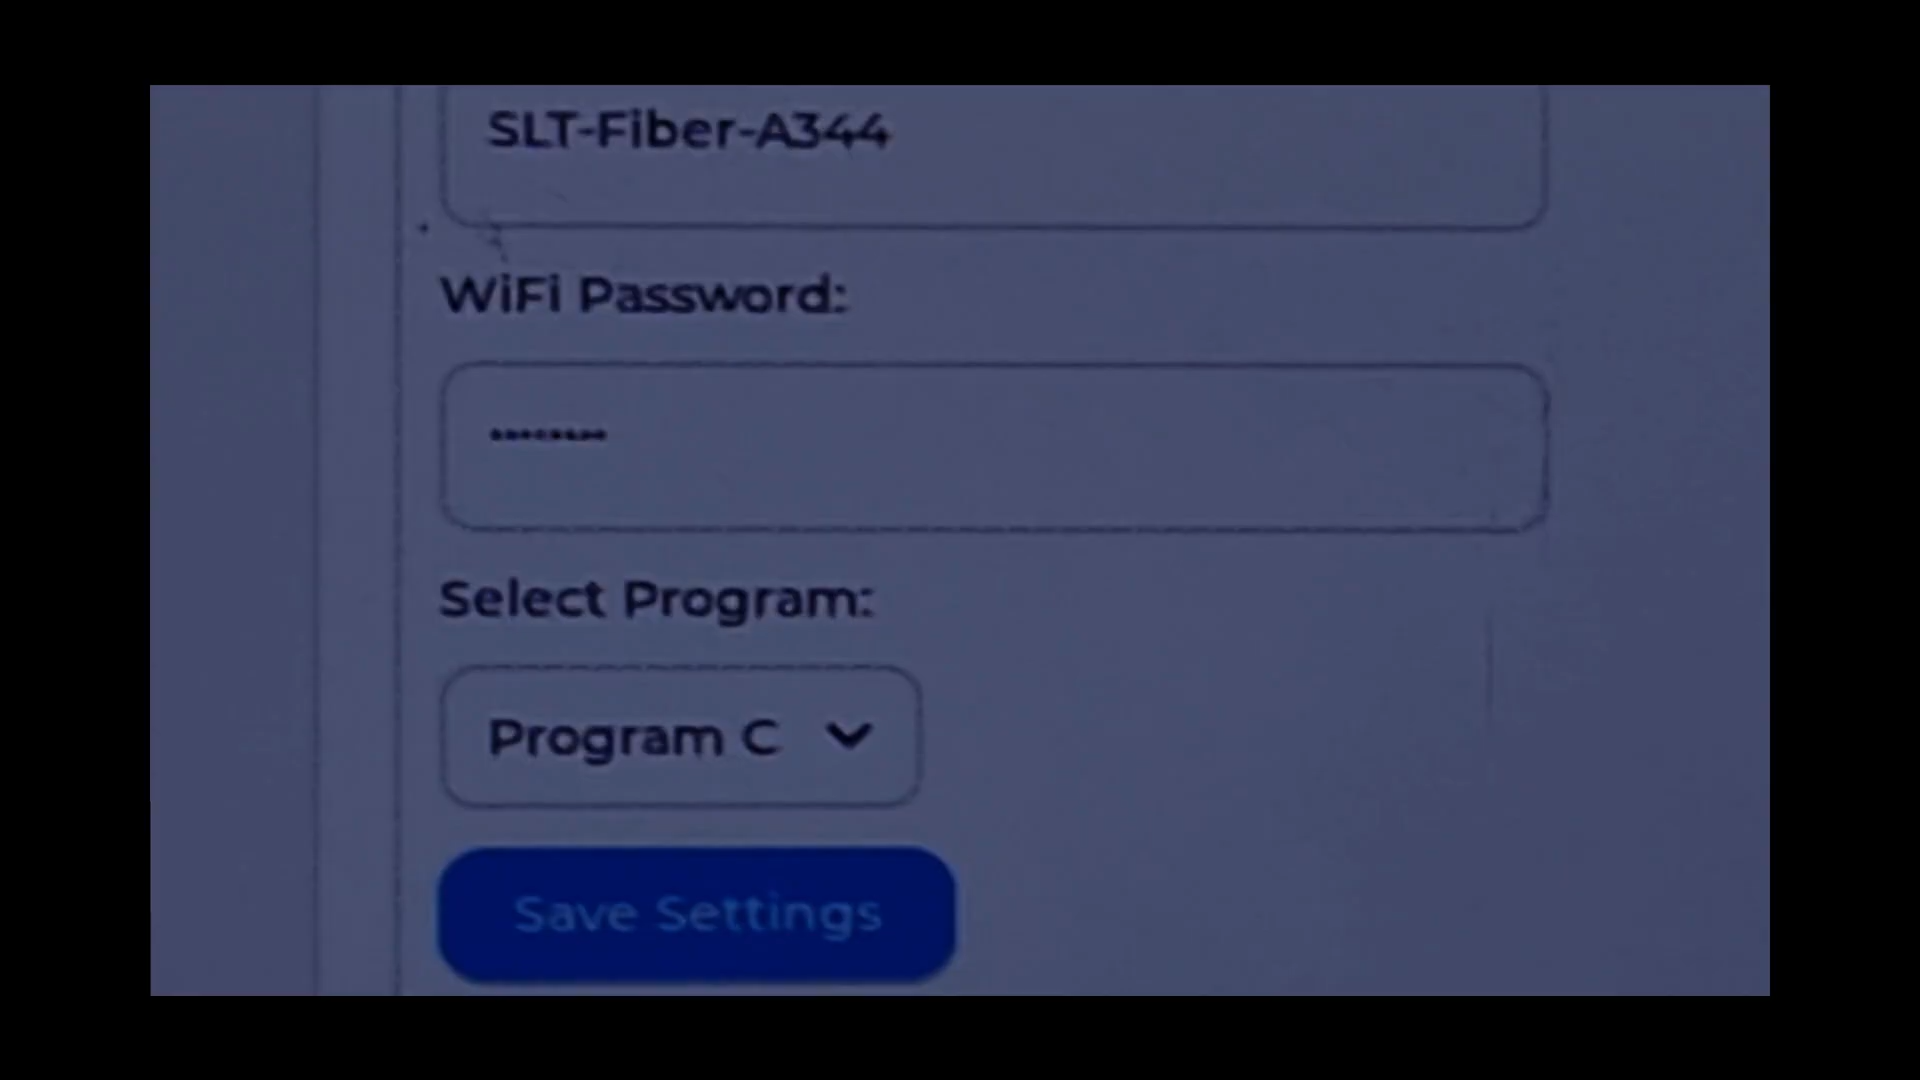 SLT-Fiber-A344
WiFi Password:
Select Program:
Program C
Save Settings